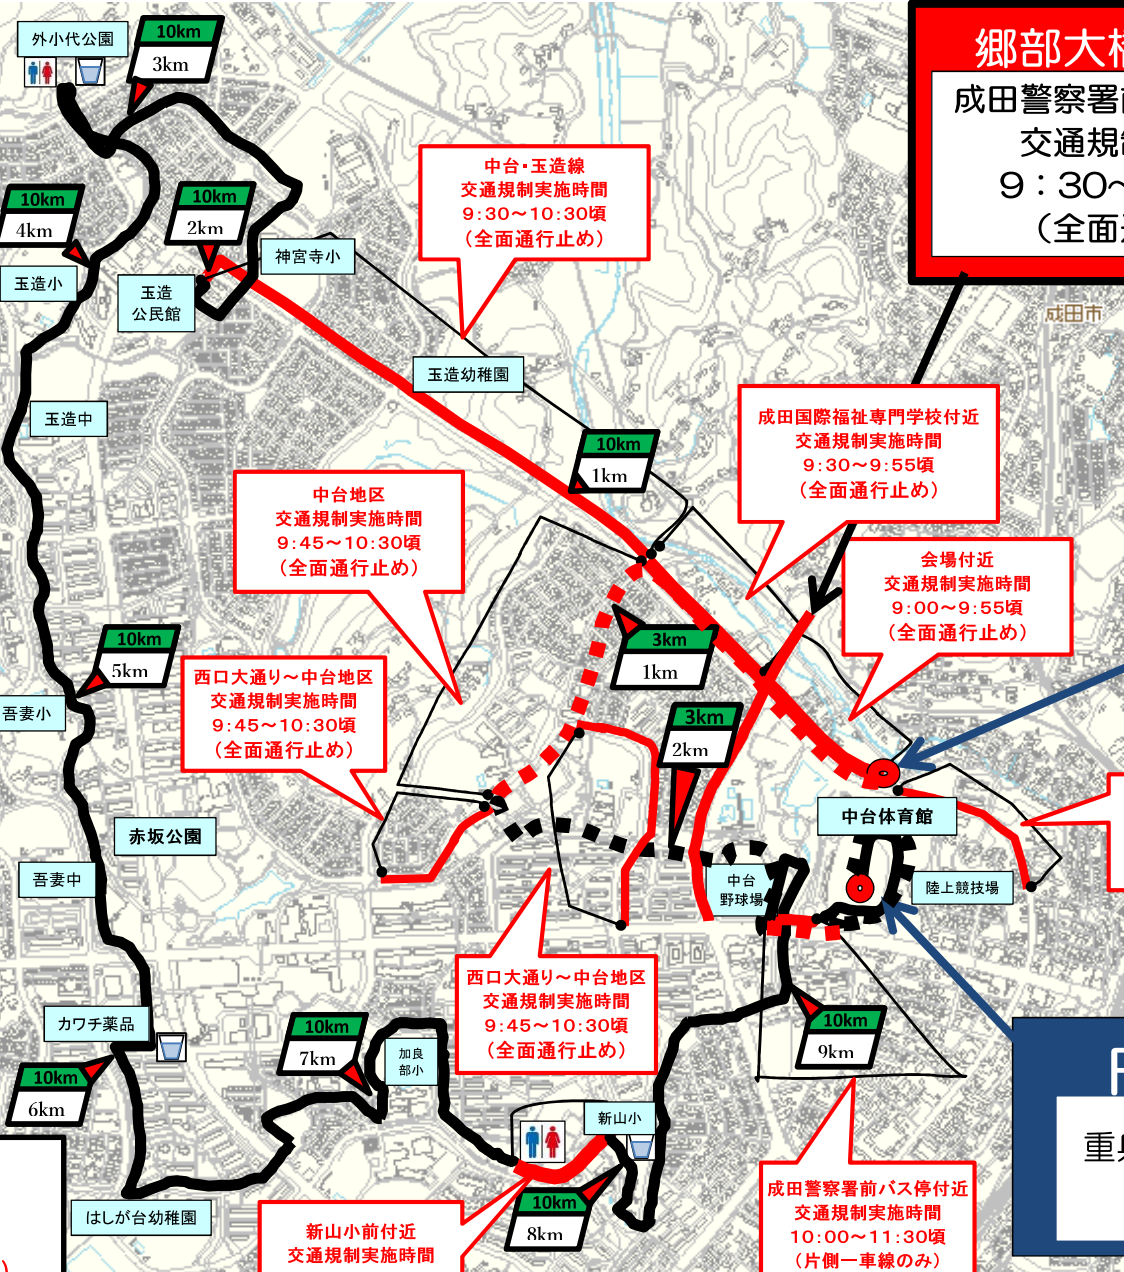 外小代公園
10km
3km
郷部大橋
成田警察署前
交通規制
9：30～
（全面通
10km
4km
10km
2km
中台・玉造線
交通規制実施時間
9:30～10:30頃
(全面通行止め)
神宮寺小
玉造小
玉造
公民館
成田市
玉造幼稚園
玉造中
成田国際福祉専門学校付近
交通規制実施時間
9:30～9:55頃
(全面通行止め)
10km
1km
中台地区
交通規制実施時間
9:45～10:30頃
(全面通行止め)
会場付近
交通規制実施時間
9:00～9:55頃
(全面通行止め)
10km
5km
3km
1km
西口大通り～中台地区
交通規制実施時間
9:45～10:30頃
(全面通行止め)
吾妻小
3km
2km
赤坂公園
中台体育館
吾妻中
中台
野球場
陸上競技場
西口大通り～中台地区
交通規制実施時間
9:45～10:30頃
(全面通行止め)
カワチ薬品
10km
7km
加良
部小
10km
9km
10km
6km
新山小
重兵
はしが台幼稚園
10km
8km
新山小前付近
交通規制実施時間
成田警察署前バス停付近
交通規制実施時間
10:00～11:30頃
(片側一車線のみ)
)